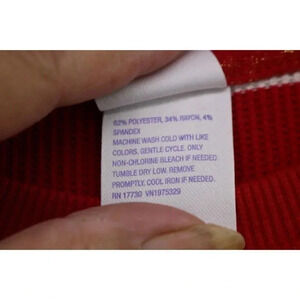 62% POLYESTER, 34% RAYON, 4%
SPANDEX
MACHINE WASH COLD WITH LIKE
COLORS. GENTLE CYCLE. ONLY
NON-CHLORINE BLEACH IF NEEDED.
TUMBLE DRY LOW. REMOVE
PROMPTLY. COOL IRON IF NEEDED.
RN 17730 VN1975329